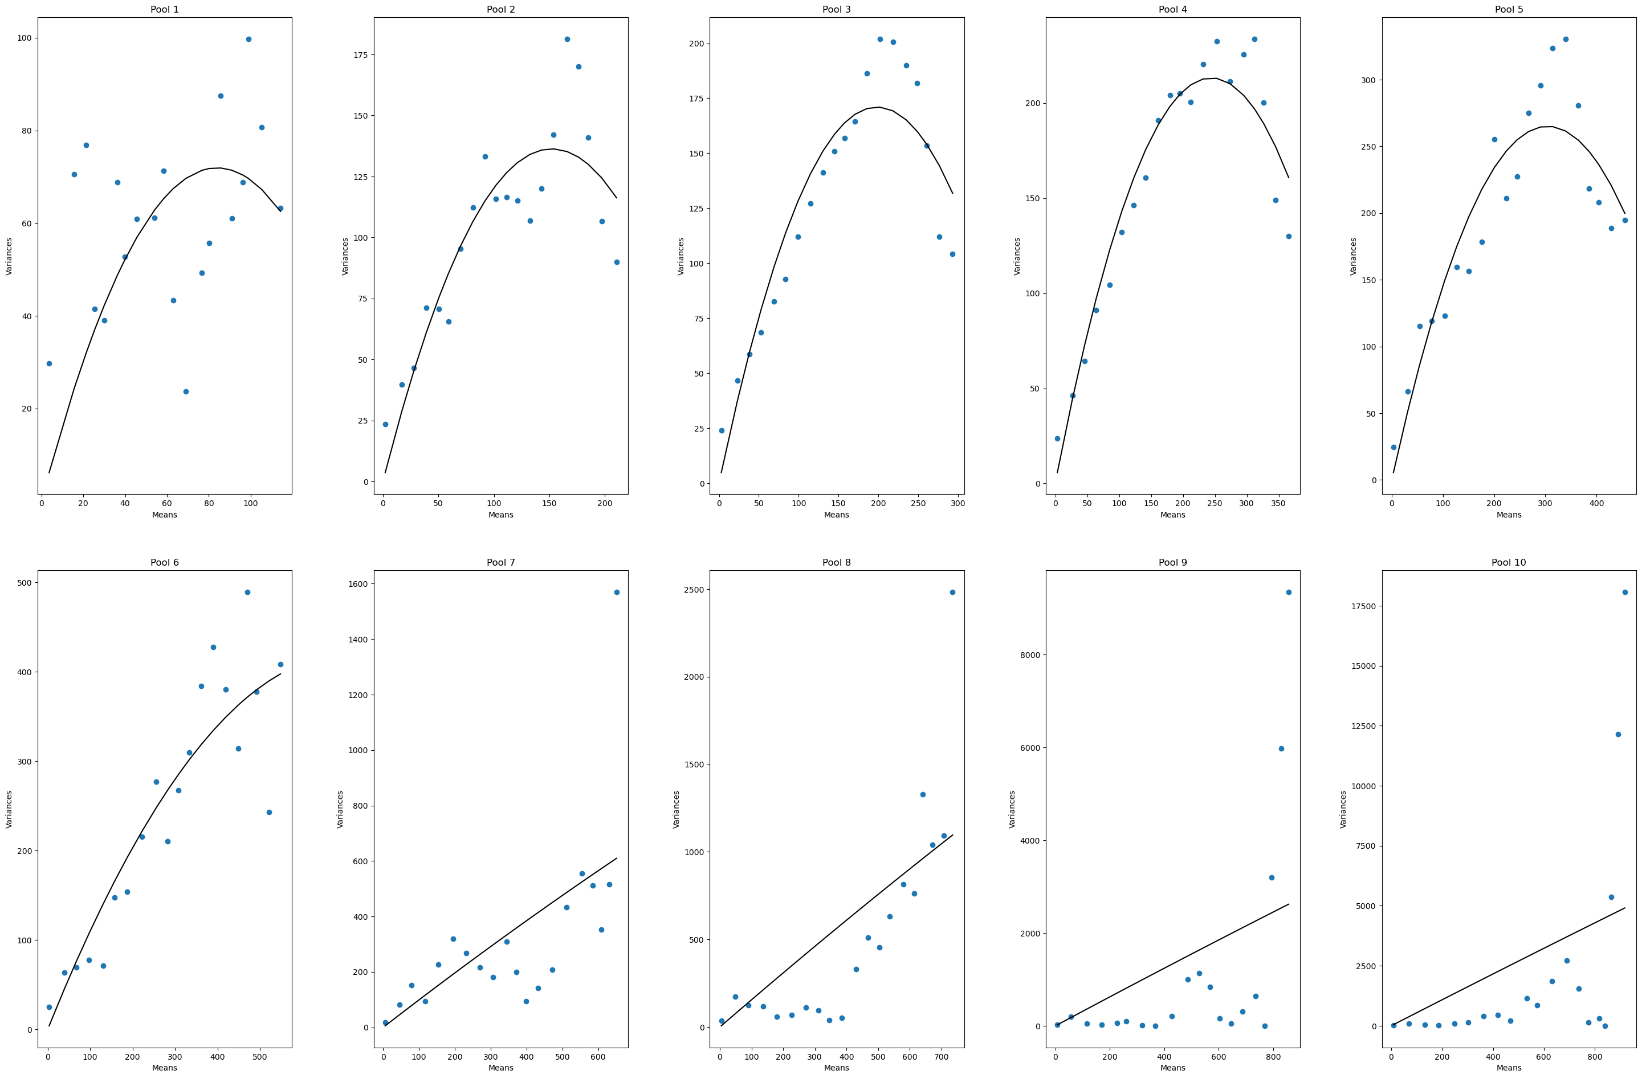 Pool 1
Variances
100
80
60
40
20
0 20 40 60 80 100
Means
Pool 2
Variances
175
150
125
100
75
50
25
0
0 50 100 150 200
Means
Pool 3
Variances
200
175
150
125
100
75
50
25
0
0 50 100 150 200 250 300
Means
Pool 4
Variances
200
150
100
50
0
0 50 100 150 200 250 300 350
Means
Pool 5
Variances
300
250
200
150
100
50
0
0 100 200 300 400
Means
Pool 6
Variances
500
400
300
200
100
0
0 100 200 300 400 500
Means
Pool 7
Variances
1600
1400
1200
1000
800
600
400
200
0
0 100 200 300 400 500 600
Means
Pool 8
Variances
2500
2000
1500
1000
500
0
0 100 200 300 400 500 600 700
Means
Pool 9
Variances
8000
6000
4000
2000
0
0 200 400 600 800
Means
Pool 10
Variances
17500
15000
12500
10000
7500
5000
2500
0
0 200 400 600 800
Means